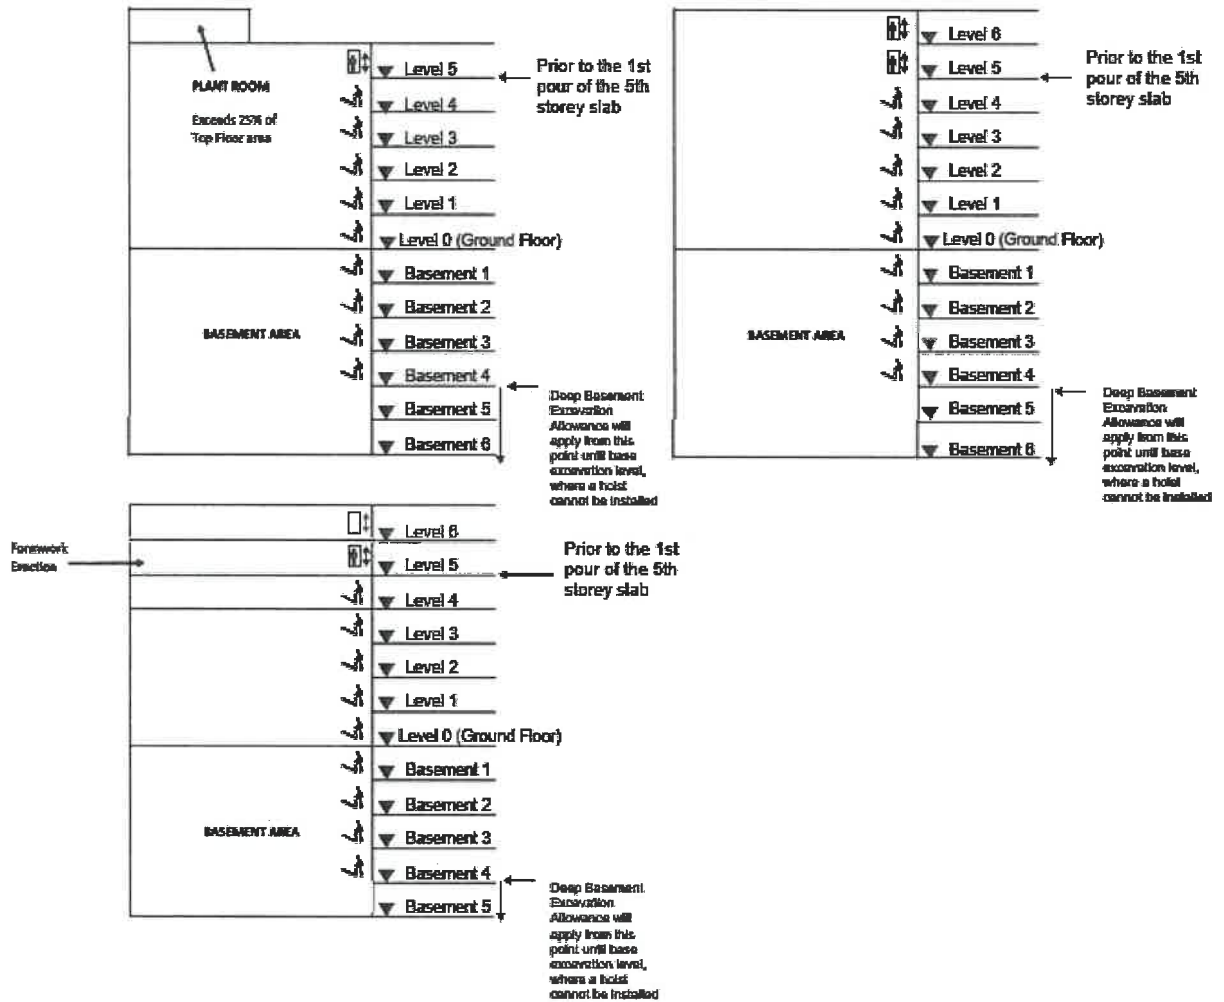 PLANT ROOM
Exceeds 25% of
Top Floor area
Level 5
Level 4
Level 3
Level 2
Level 1
Level 0 (Ground Floor)
Basement 1
Basement 2
Basement 3
Basement 4
Basement 5
Basement 6
BASEMENT AREA
Prior to the 1st
pour of the 5th
storey slab
Deep Basement
Excavation
Allowance will
apply from this
point until base
excavation level,
where a hoist
cannot be installed
Level 6
Level 5
Level 4
Level 3
Level 2
Level 1
Level 0 (Ground Floor)
Basement 1
Basement 2
Basement 3
Basement 4
Basement 5
Basement 6
BASEMENT AREA
Prior to the 1st
pour of the 5th
storey slab
Deep Basement
Excavation
Allowance will
apply from this
point until base
excavation level,
where a hoist
cannot be installed
Formwork
Erection
Level 6
Level 5
Level 4
Level 3
Level 2
Level 1
Level 0 (Ground Floor)
Basement 1
Basement 2
Basement 3
Basement 4
Basement 5
BASEMENT AREA
Prior to the 1st
pour of the 5th
storey slab
Deep Basement
Excavation
Allowance will
apply from this
point until base
excavation level,
where a hoist
cannot be installed